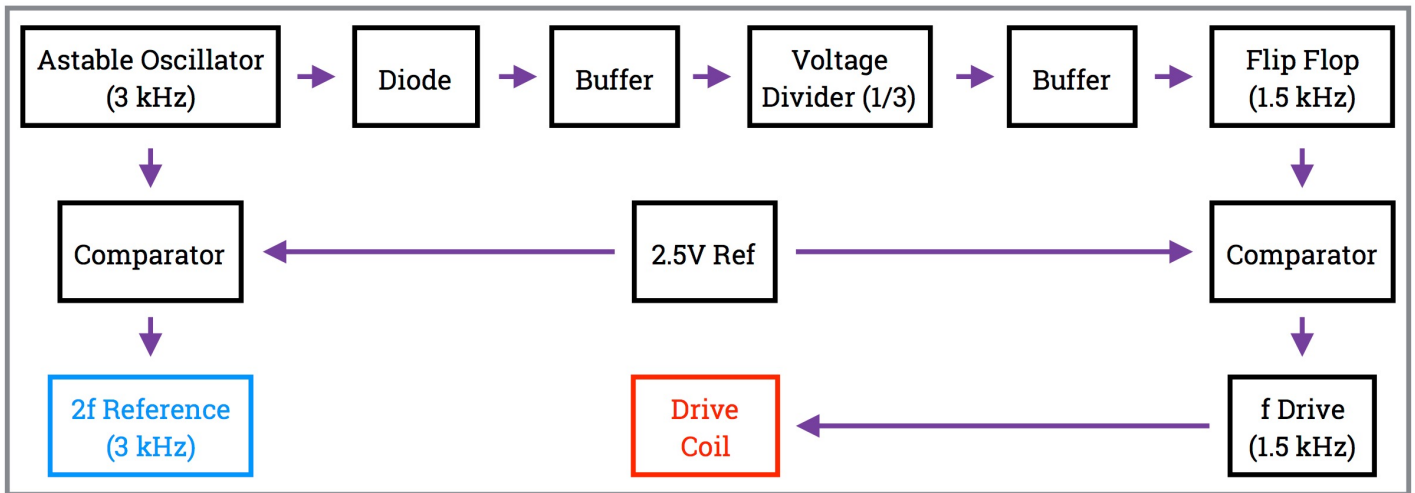 Astable Oscillator
(3 kHz)
Diode
Buffer
Voltage
Divider (1/3)
Buffer
Flip Flop
(1.5 kHz)
Comparator
2.5V Ref
Comparator
2f Reference
(3 kHz)
Drive
Coil
f Drive
(1.5 kHz)